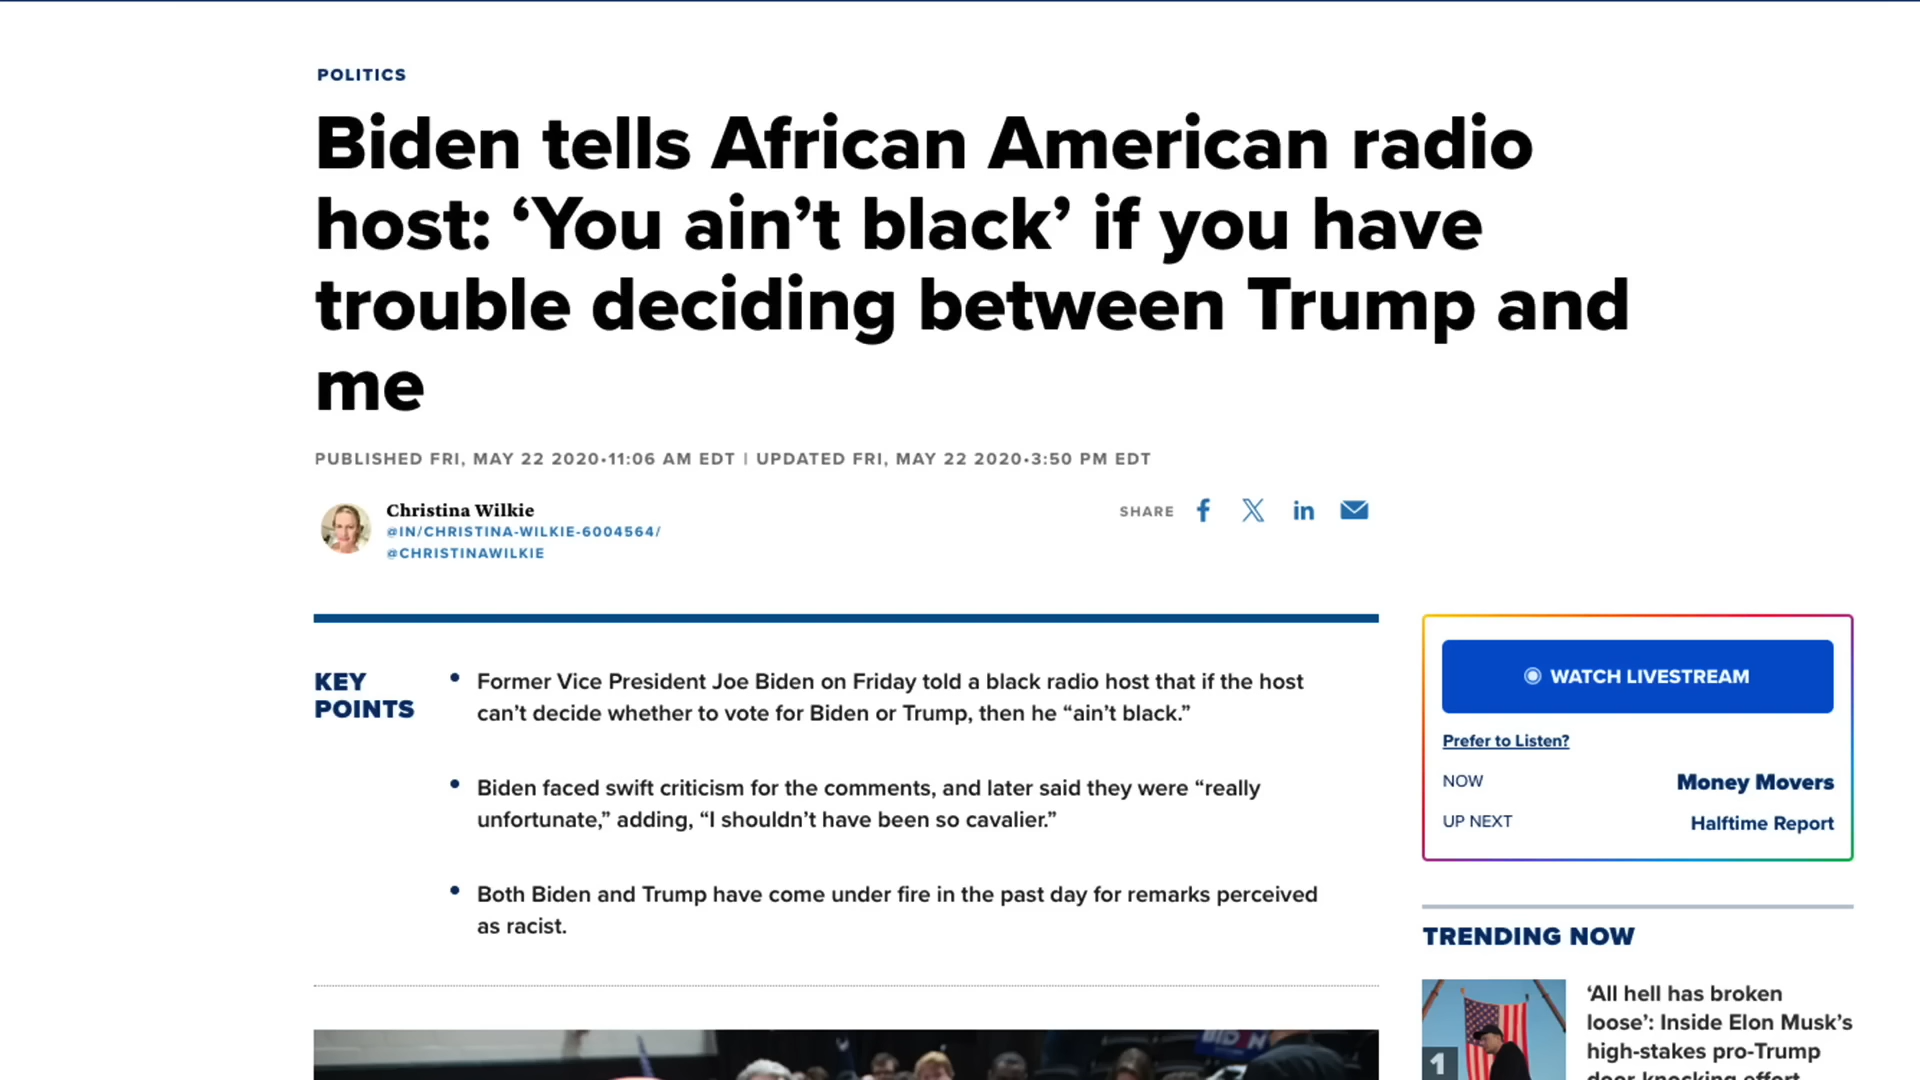 POLITICS
Biden tells African American radio
host: ‘You ain’t black’ if you have
trouble deciding between Trump and
me
PUBLISHED FRI, MAY 22 2020•11:06 AM EDT | UPDATED FRI, MAY 22 2020•3:50 PM EDT
Christina Wilkie
@IN/CHRISTINA-WILKIE-6004564/
@CHRISTINAWILKIE
SHARE
KEY
POINTS
• Former Vice President Joe Biden on Friday told a black radio host that if the host
can’t decide whether to vote for Biden or Trump, then he “ain’t black.”
• Biden faced swift criticism for the comments, and later said they were “really
unfortunate,” adding, “I shouldn’t have been so cavalier.”
• Both Biden and Trump have come under fire in the past day for remarks perceived
as racist.
WATCH LIVESTREAM
Prefer to Listen?
NOW Money Movers
UP NEXT Halftime Report
TRENDING NOW
1
‘All hell has broken
loose’: Inside Elon Musk’s
high-stakes pro-Trump
door knocking effort